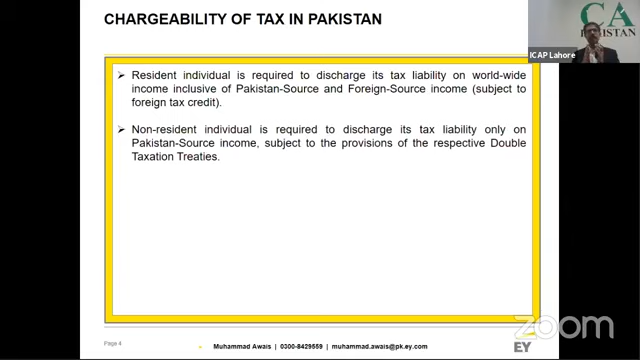 CHARGEABILITY OF TAX IN PAKISTAN
CA
PAKISTAN
ICAP Lahore
➢ Resident individual is required to discharge its tax liability on world-wide
income inclusive of Pakistan-Source and Foreign-Source income (subject to
foreign tax credit).
➢ Non-resident individual is required to discharge its tax liability only on
Pakistan-Source income, subject to the provisions of the respective Double
Taxation Treaties.
zoom
Page 4
Muhammad Awais | 0300-8429559 | muhammad.awais@pk.ey.com
EY